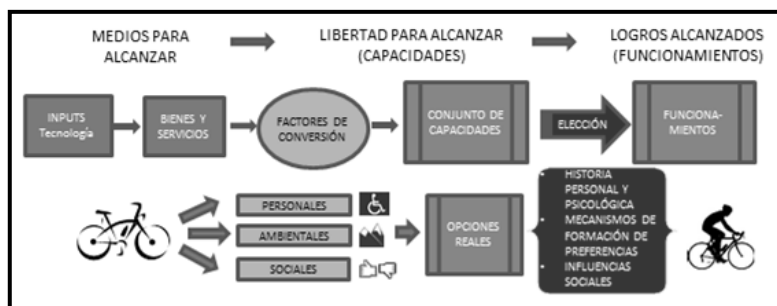 MEDIOS PARA
ALCANZAR
LIBERTAD PARA ALCANZAR
(CAPACIDADES)
LOGROS ALCANZADOS
(FUNCIONAMIENTOS)
INPUTS
Tecnología
BIENES Y
SERVICIOS
FACTORES DE
CONVERSIÓN
CONJUNTO DE
CAPACIDADES
ELECCIÓN
FUNCIONA-
MIENTOS
PERSONALES
AMBIENTALES
SOCIALES
OPCIONES
REALES
• HISTORIA
PERSONAL Y
PSICOLÓGICA
• MECANISMOS DE
FORMACIÓN DE
PREFERENCIAS
• INFLUENCIAS
SOCIALES